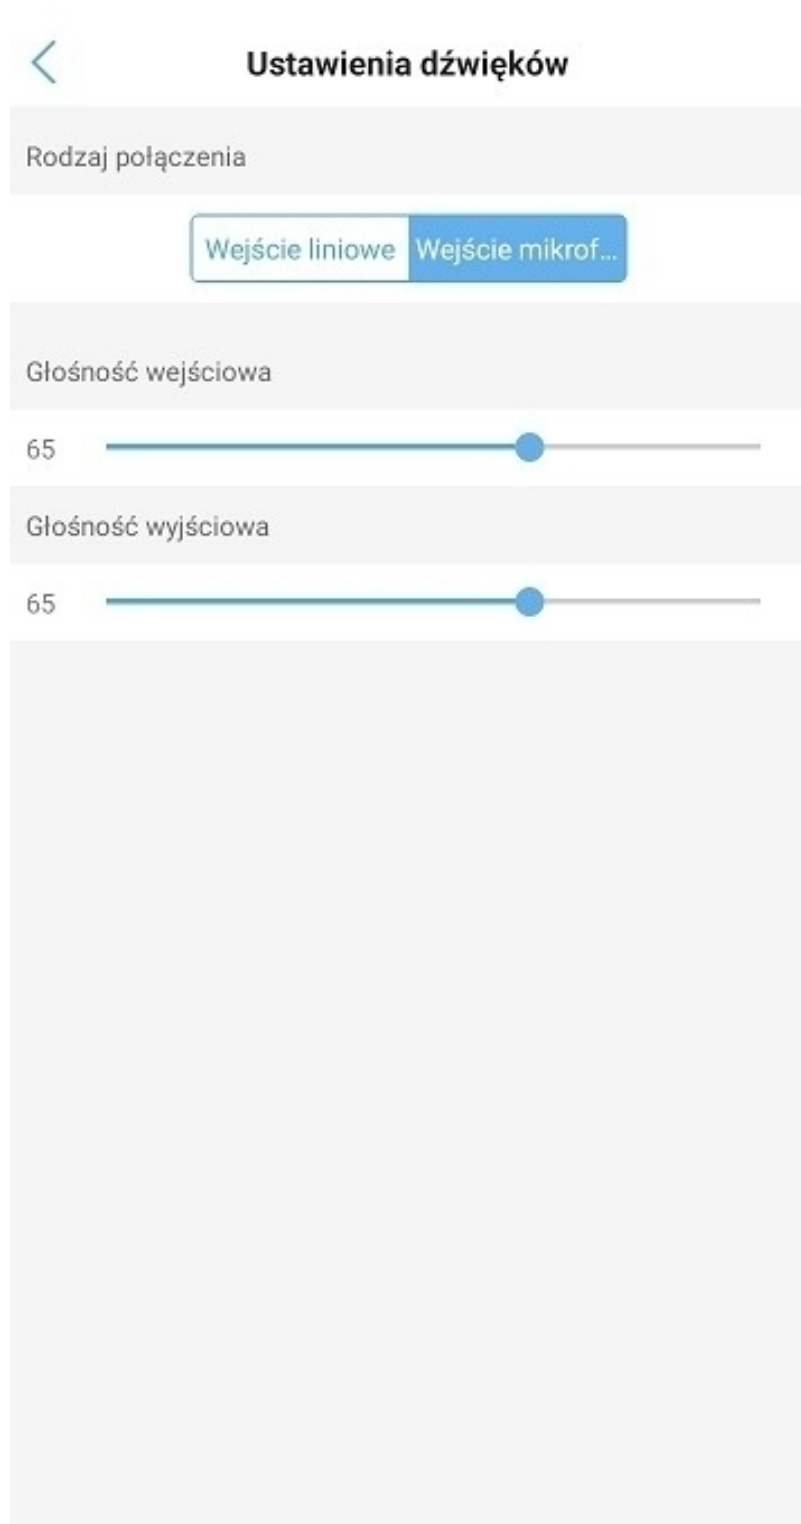 Ustawienia dźwięków
Rodzaj połączenia
Wejście liniowe Wejście mikrof...
Głośność wejściowa
65
Głośność wyjściowa
65